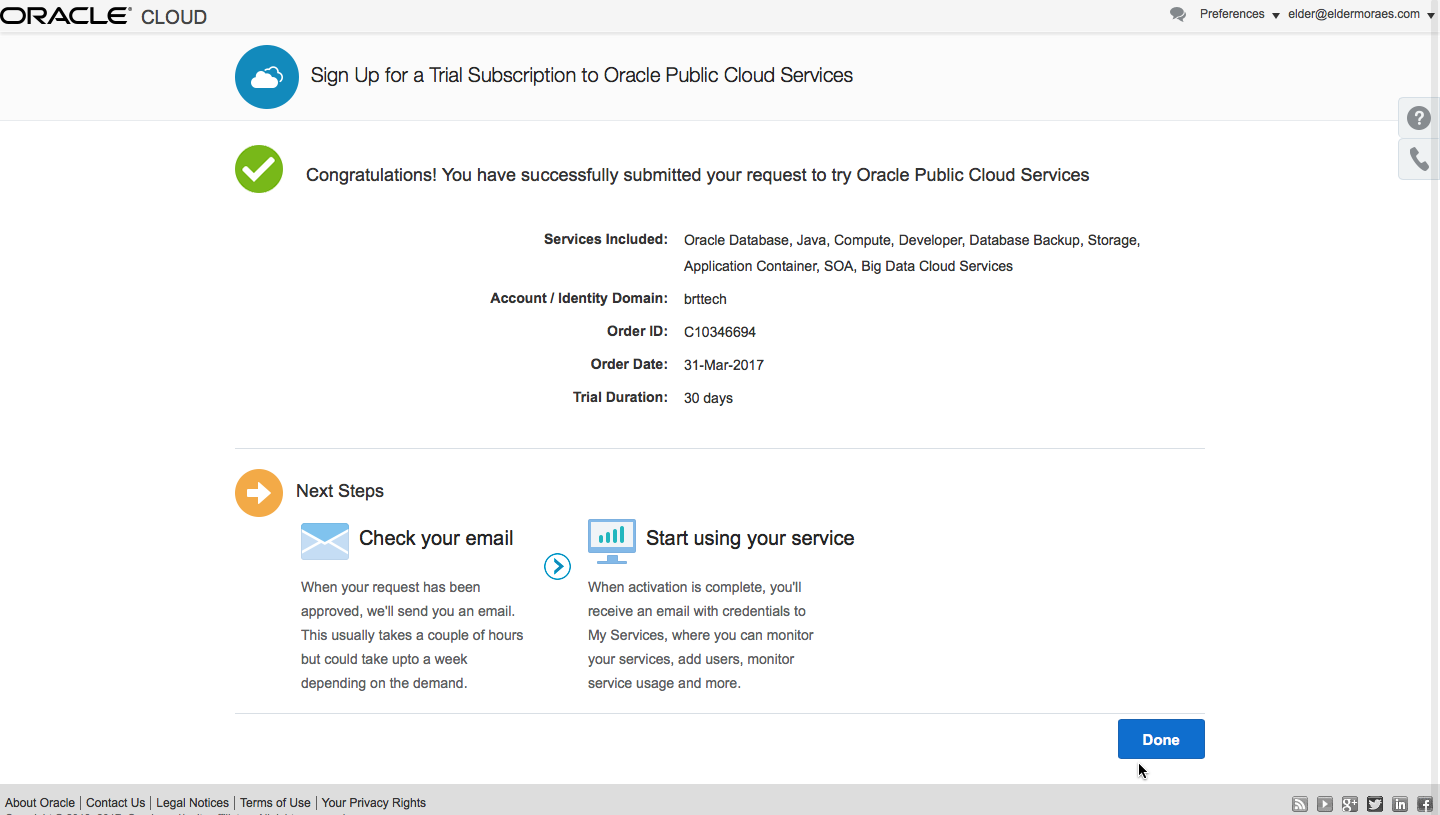 ORACLE CLOUD
Preferences
elder@eldermoraes.com
Sign Up for a Trial Subscription to Oracle Public Cloud Services
?
Congratulations! You have successfully submitted your request to try Oracle Public Cloud Services
Services Included: Oracle Database, Java, Compute, Developer, Database Backup, Storage,
Application Container, SOA, Big Data Cloud Services
Account / Identity Domain: brttech
Order ID: C10346694
Order Date: 31-Mar-2017
Trial Duration: 30 days
Next Steps
Check your email
When your request has been
approved, we'll send you an email.
This usually takes a couple of hours
but could take upto a week
depending on the demand.
Start using your service
When activation is complete, you'll
receive an email with credentials to
My Services, where you can monitor
your services, add users, monitor
service usage and more.
Done
About Oracle | Contact Us | Legal Notices | Terms of Use | Your Privacy Rights